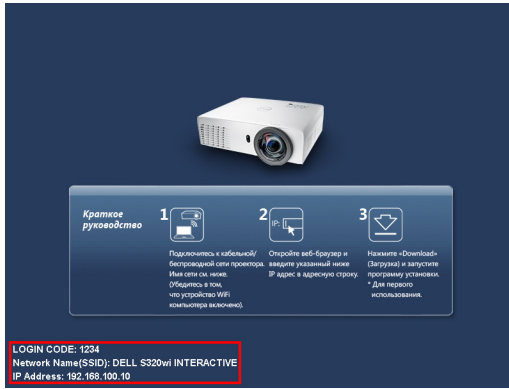 Краткое
руководство
1
IP:
2
3
Подключитесь к кабельной/
беспроводной сети проектора.
Имя сети см. ниже.
(Убедитесь в том,
что устройство WiFi
компьютера включено).
Откройте веб-браузер и
введите указанный ниже
IP адрес в адресную строку.
Нажмите «Download»
(Загрузка) и запустите
программу установки.
* Для первого
использования.
LOGIN CODE: 1234
Network Name(SSID): DELL S320wi INTERACTIVE
IP Address: 192.168.100.10